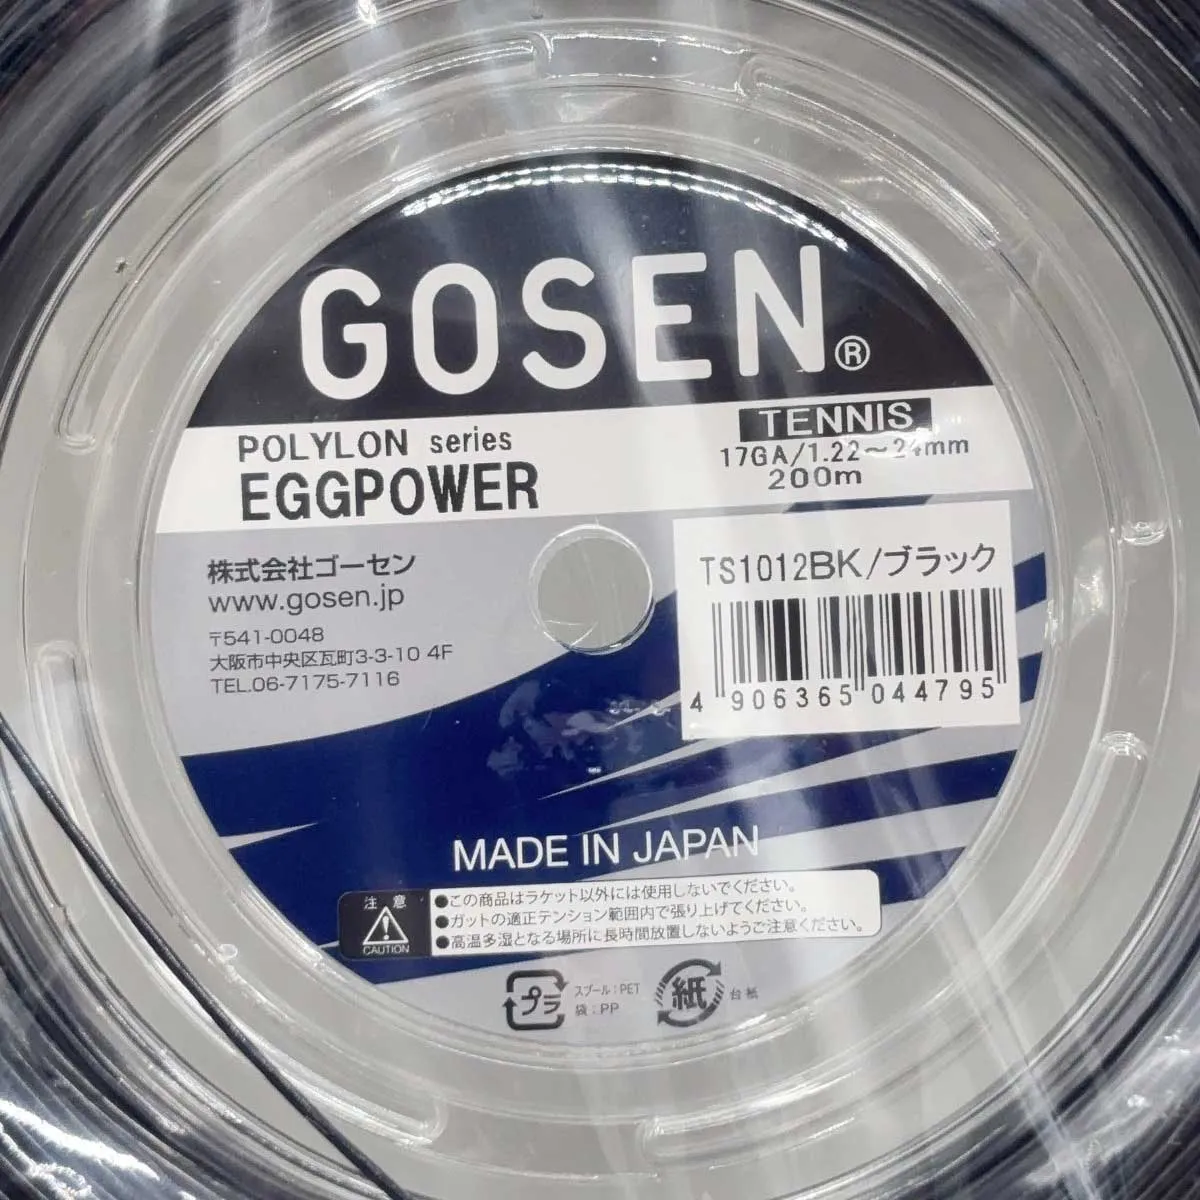 GOSEN®
POLYLON series
EGGPOWER
TENNIS
17GA/1.22~24mm
200m
株式会社ゴーセン
www.gosen.jp
〒541-0048
大阪市中央区瓦町3-3-10 4F
TEL.06-7175-7116
TS1012BK/ブラック
4 906365 044795
MADE IN JAPAN
注意
CAUTION
●この商品はラケット以外には使用しないでください。
●ガットの適正テンション範囲内で張り上げてください。
●高温多湿となる場所に長時間放置しないようご注意ください。
プラ
スプール:PET
袋:PP
紙
台紙